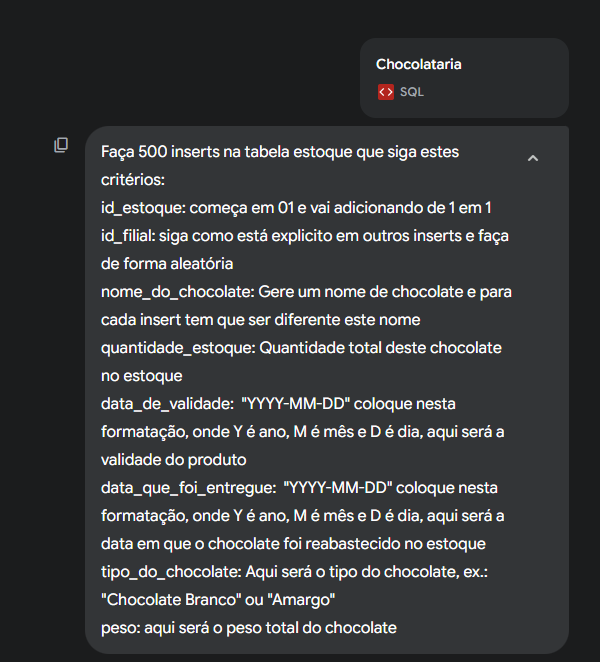 Chocolataria
SQL
Faça 500 inserts na tabela estoque que siga estes
critérios:
id_estoque: começa em 01 e vai adicionando de 1 em 1
id_filial: siga como está explicito em outros inserts e faça
de forma aleatória
nome_do_chocolate: Gere um nome de chocolate e para
cada insert tem que ser diferente este nome
quantidade_estoque: Quantidade total deste chocolate
no estoque
data_de_validade:  "YYYY-MM-DD" coloque nesta
formatação, onde Y é ano, M é mês e D é dia, aqui será a
validade do produto
data_que_foi_entregue:  "YYYY-MM-DD" coloque nesta
formatação, onde Y é ano, M é mês e D é dia, aqui será a
data em que o chocolate foi reabastecido no estoque
tipo_do_chocolate: Aqui será o tipo do chocolate, ex.:
"Chocolate Branco" ou "Amargo"
peso: aqui será o peso total do chocolate